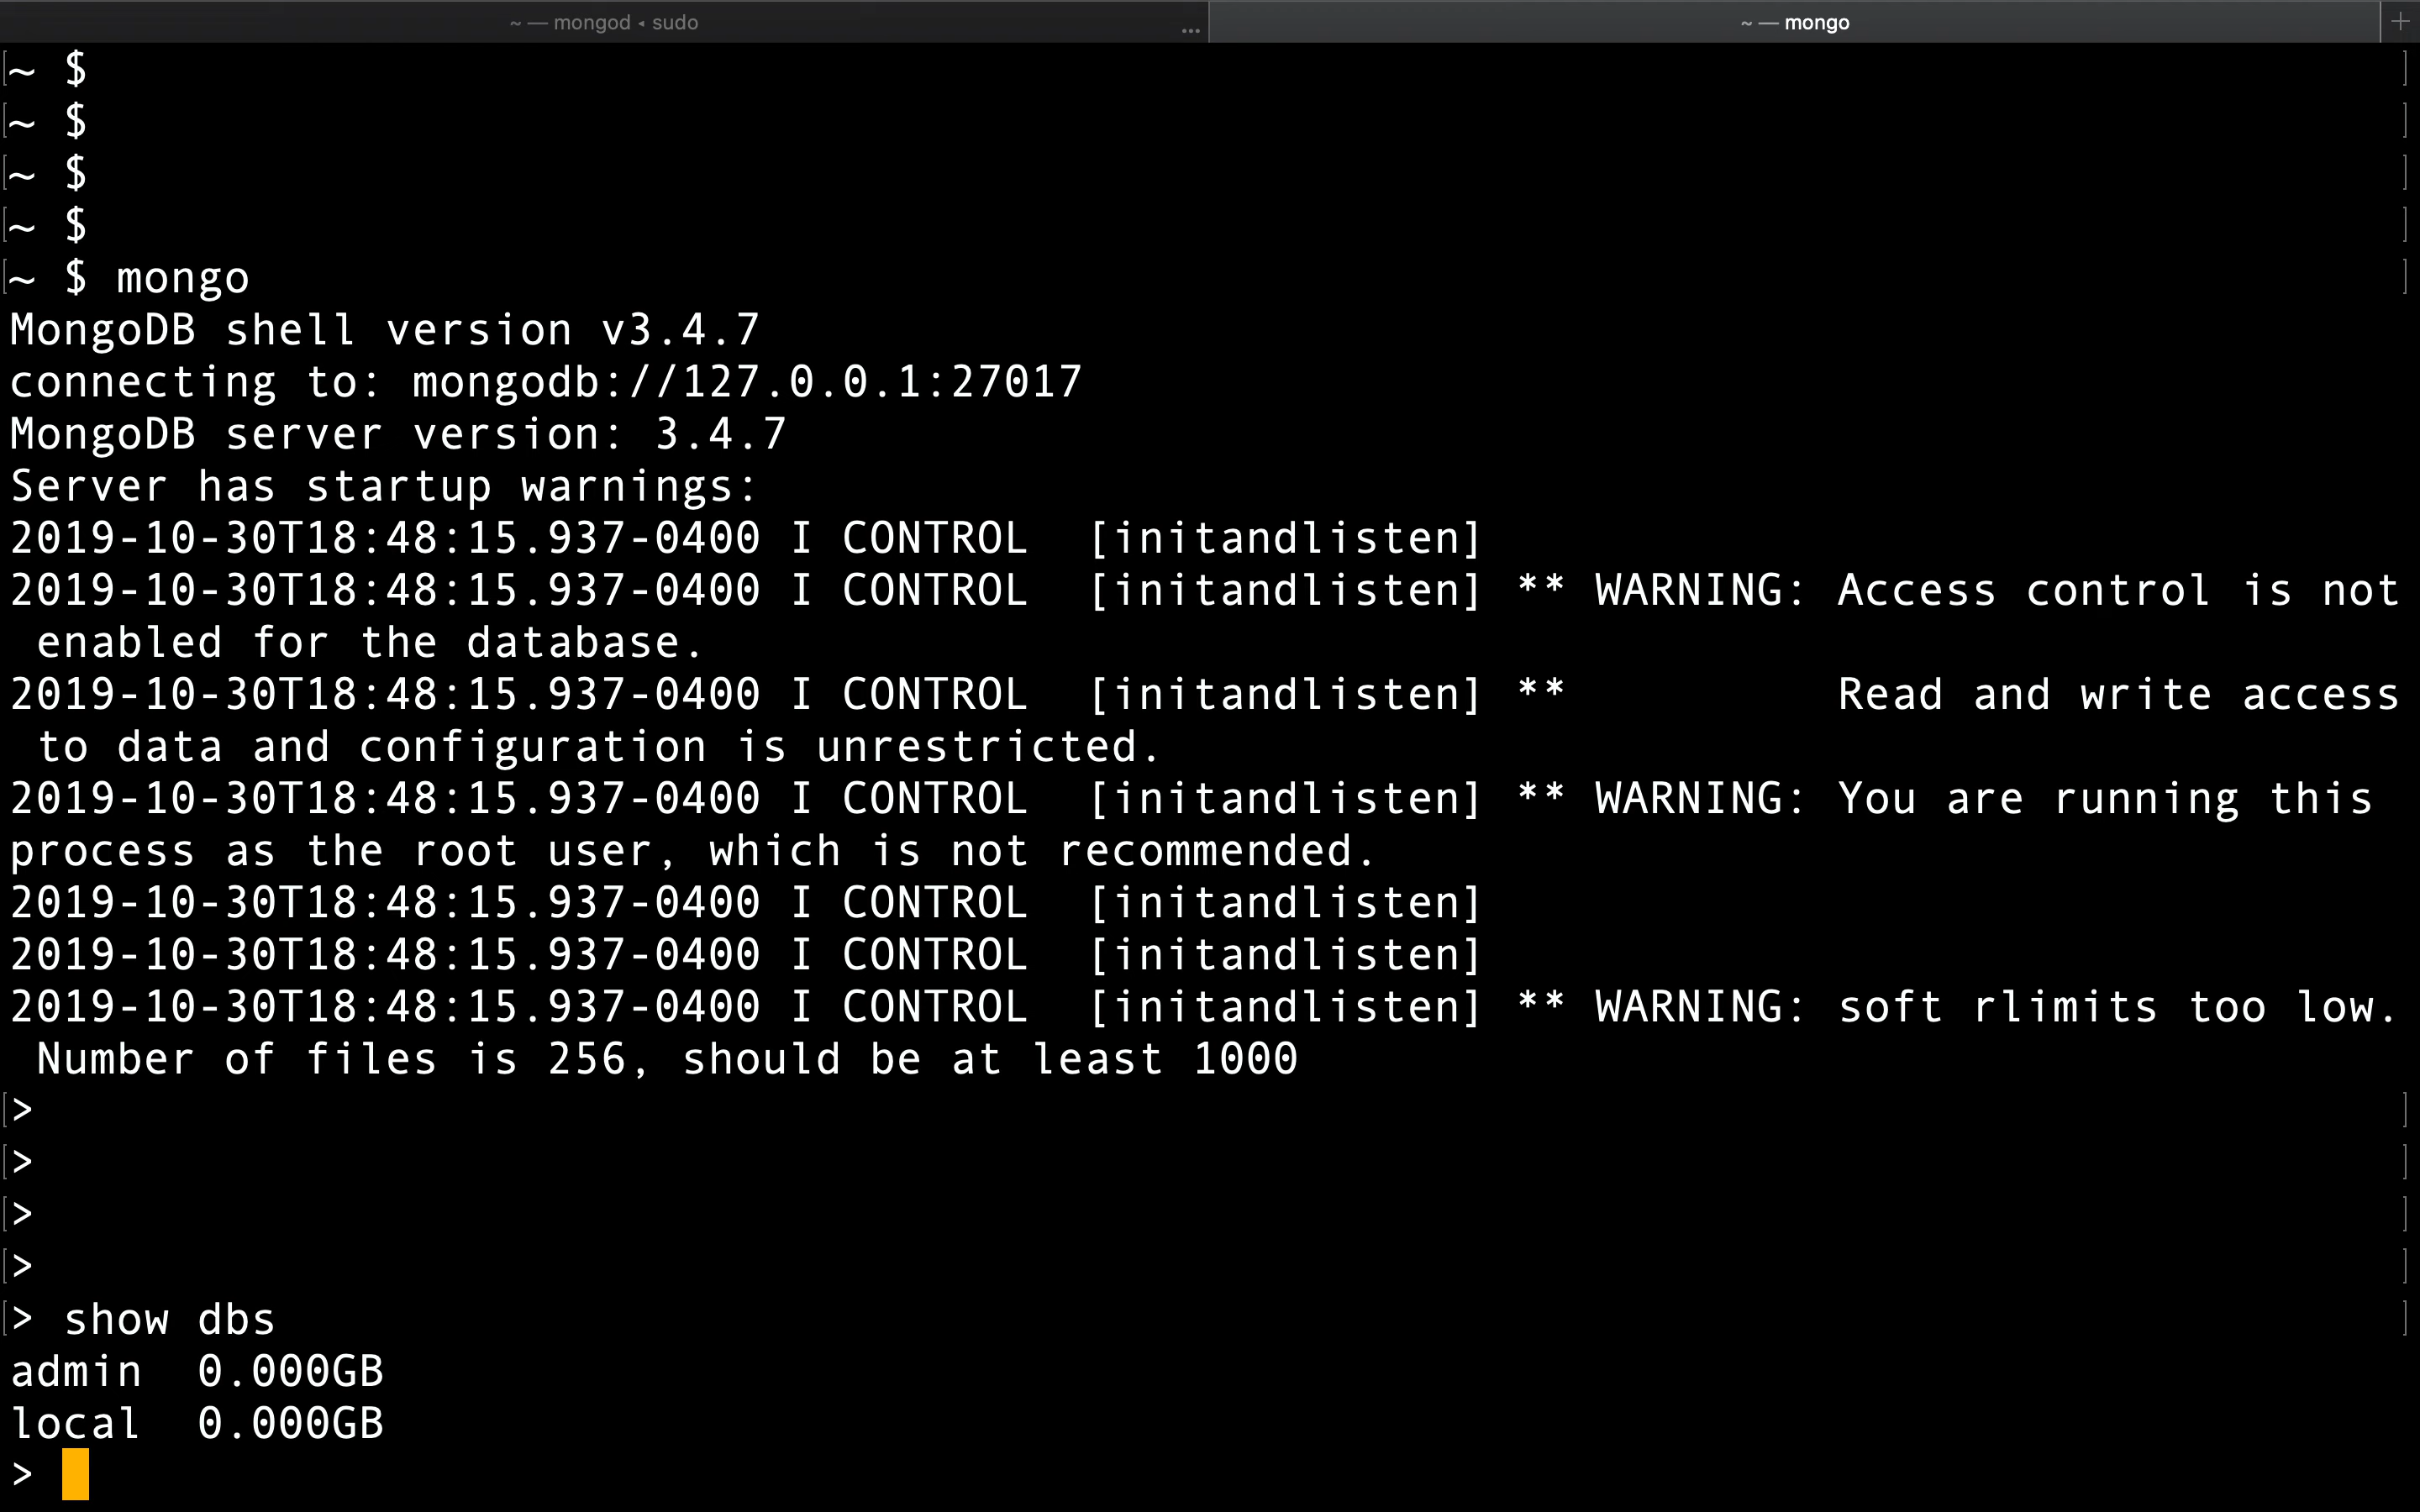 ~ — mongod ◂ sudo ... ~ — mongo +
[~ $ ]
[~ $ ]
[~ $ ]
[~ $ ]
[~ $ mongo ]
MongoDB shell version v3.4.7
connecting to: mongodb://127.0.0.1:27017
MongoDB server version: 3.4.7
Server has startup warnings:
2019-10-30T18:48:15.937-0400 I CONTROL  [initandlisten]
2019-10-30T18:48:15.937-0400 I CONTROL  [initandlisten] ** WARNING: Access control is not
 enabled for the database.
2019-10-30T18:48:15.937-0400 I CONTROL  [initandlisten] **          Read and write access
 to data and configuration is unrestricted.
2019-10-30T18:48:15.937-0400 I CONTROL  [initandlisten] ** WARNING: You are running this
process as the root user, which is not recommended.
2019-10-30T18:48:15.937-0400 I CONTROL  [initandlisten]
2019-10-30T18:48:15.937-0400 I CONTROL  [initandlisten]
2019-10-30T18:48:15.937-0400 I CONTROL  [initandlisten] ** WARNING: soft rlimits too low.
 Number of files is 256, should be at least 1000
[> ]
[> ]
[> ]
[> ]
[> show dbs ]
admin  0.000GB
local  0.000GB
>